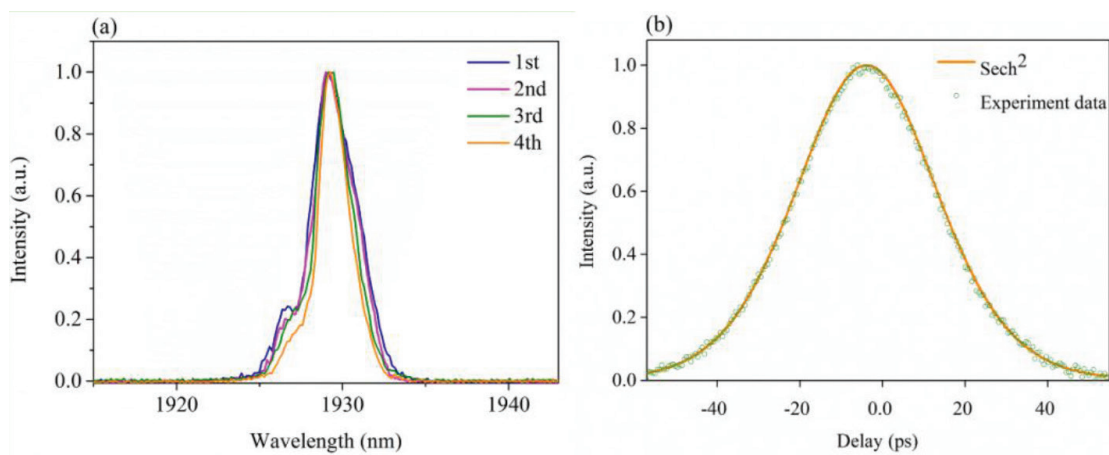 (a)
1st
2nd
3rd
4th
1.0
0.8
0.6
0.4
0.2
0.0
Intensity (a.u.)
1920
1930
1940
Wavelength (nm)
(b)
Sech²
Experiment data
1.0
0.8
0.6
0.4
0.2
0.0
Intensity (a.u.)
-40
-20
0.0
20
40
Delay (ps)